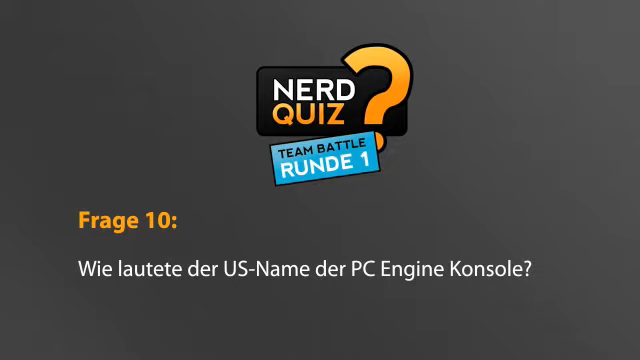 NERD
QUIZ
TEAM BATTLE
RUNDE 1
Frage 10:
Wie lautete der US-Name der PC Engine Konsole?